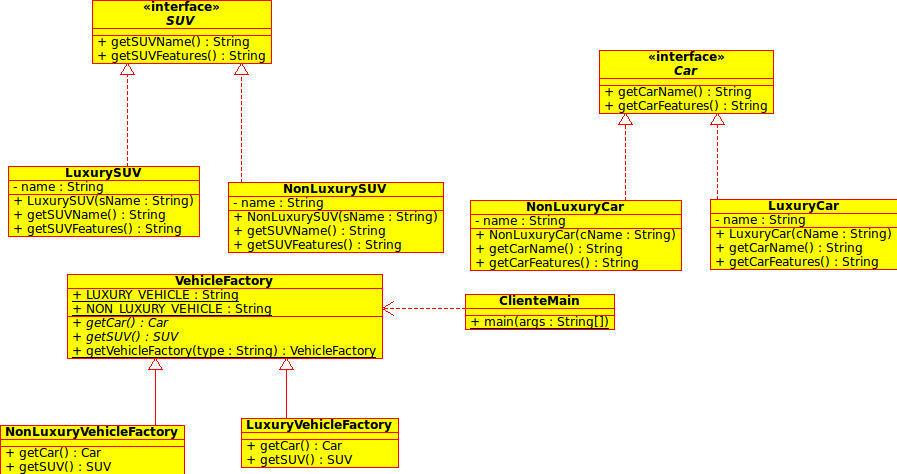 «interface»
SUV
+ getSUVName() : String
+ getSUVFeatures() : String
«interface»
Car
+ getCarName() : String
+ getCarFeatures() : String
LuxurySUV
- name : String
+ LuxurySUV(sName : String)
+ getSUVName() : String
+ getSUVFeatures() : String
NonLuxurySUV
- name : String
+ NonLuxurySUV(sName : String)
+ getSUVName() : String
+ getSUVFeatures() : String
NonLuxuryCar
- name : String
+ NonLuxuryCar(cName : String)
+ getCarName() : String
+ getCarFeatures() : String
LuxuryCar
- name : String
+ LuxuryCar(cName : String)
+ getCarName() : String
+ getCarFeatures() : String
VehicleFactory
+ LUXURY_VEHICLE : String
+ NON_LUXURY_VEHICLE : String
+ getCar() : Car
+ getSUV() : SUV
+ getVehicleFactory(type : String) : VehicleFactory
ClienteMain
+ main(args : String[])
NonLuxuryVehicleFactory
+ getCar() : Car
+ getSUV() : SUV
LuxuryVehicleFactory
+ getCar() : Car
+ getSUV() : SUV